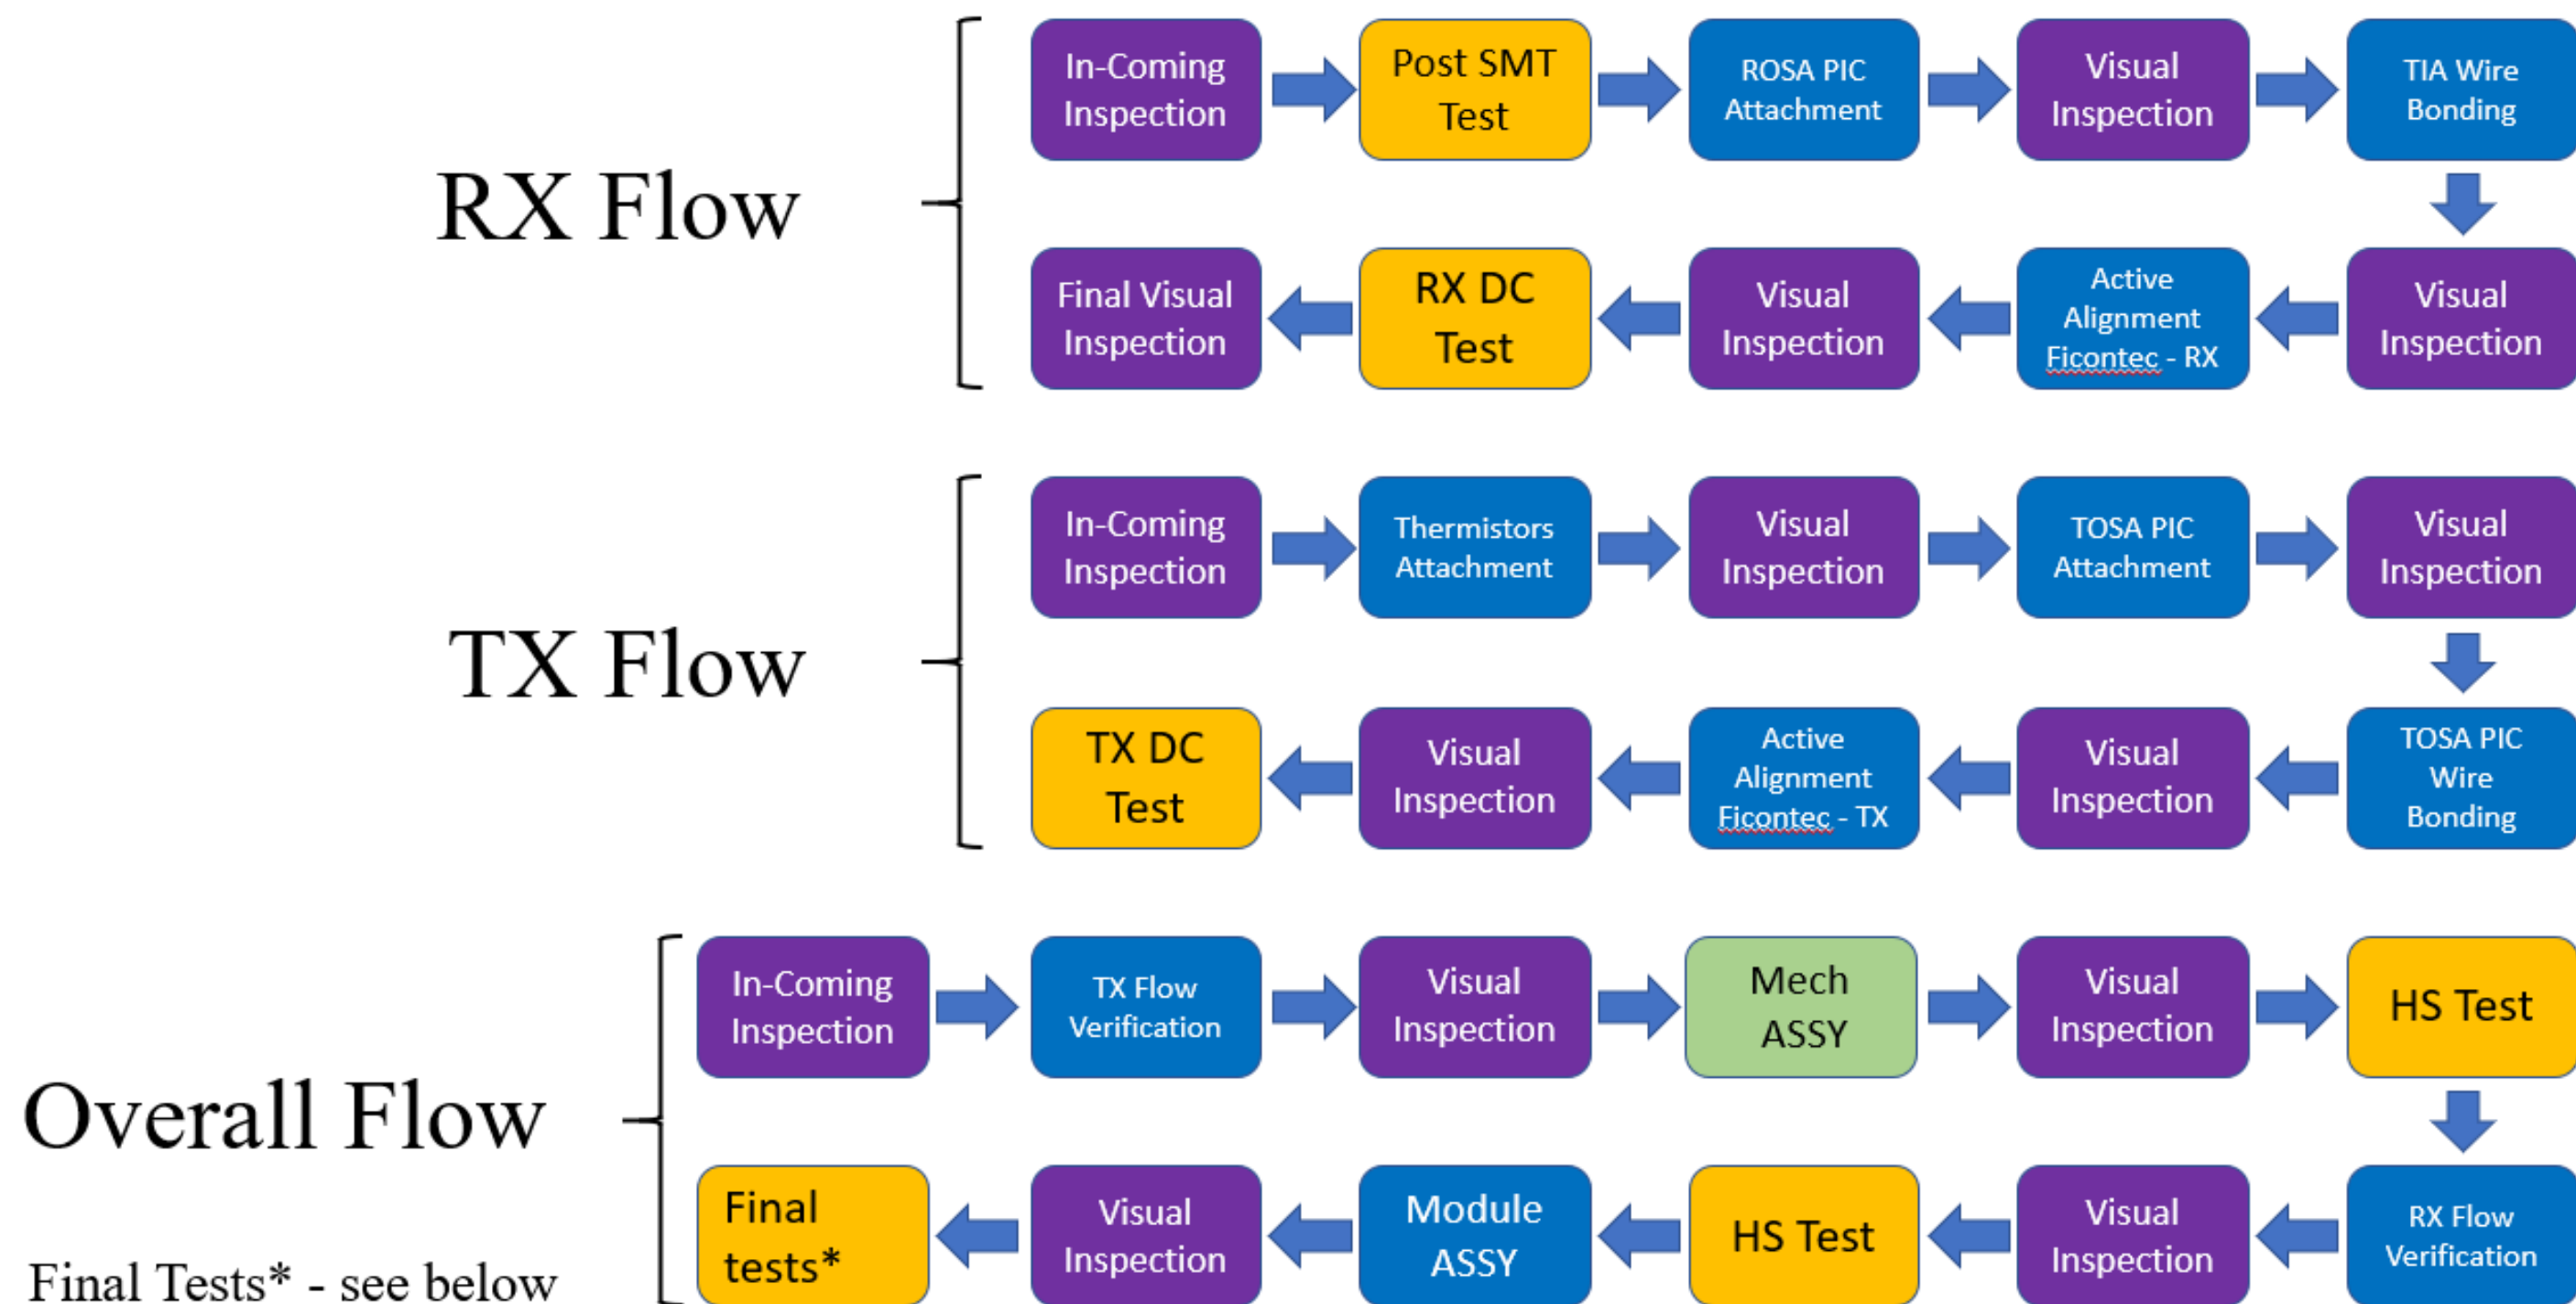 RX Flow
In-Coming
Inspection
Post SMT
Test
ROSA PIC
Attachment
Visual
Inspection
TIA Wire
Bonding
Visual
Inspection
Active
Alignment
Ficontec - RX
Visual
Inspection
RX DC
Test
Final Visual
Inspection
TX Flow
In-Coming
Inspection
Thermistors
Attachment
Visual
Inspection
TOSA PIC
Attachment
Visual
Inspection
TOSA PIC
Wire
Bonding
Visual
Inspection
Active
Alignment
Ficontec - TX
Visual
Inspection
TX DC
Test
Overall Flow
In-Coming
Inspection
TX Flow
Verification
Visual
Inspection
Mech
ASSY
Visual
Inspection
HS Test
RX Flow
Verification
Visual
Inspection
HS Test
Module
ASSY
Visual
Inspection
Final
tests*
Final Tests* - see below